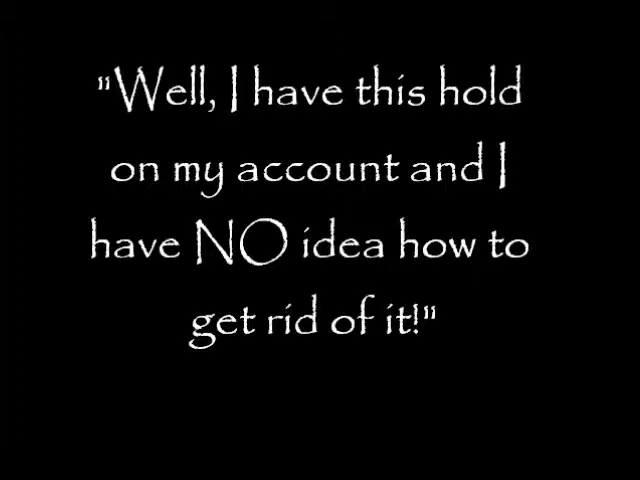 "Well, I have this hold
on my account and I
have NO idea how to
get rid of it!"